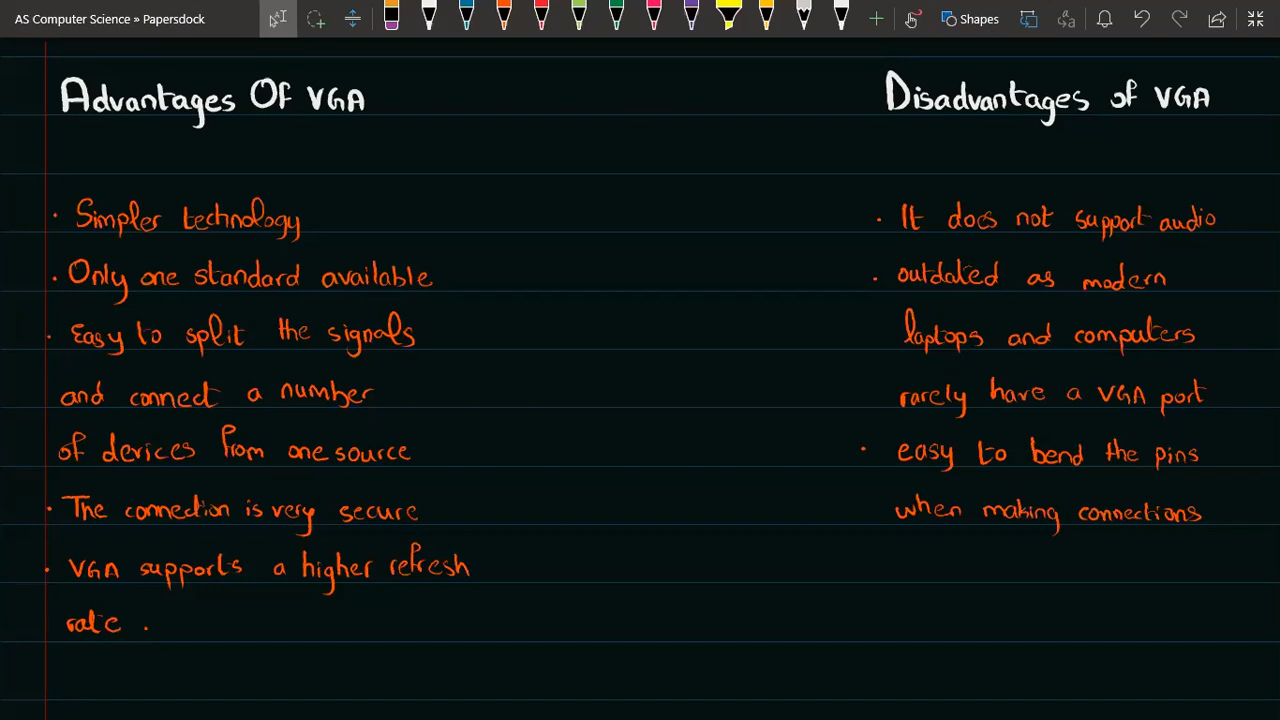 AS Computer Science » Papersdock
Shapes
Advantages Of VGA
• Simpler technology
• Only one standard available
• Easy to split the signals
and connect a number
of devices from one source
• The connection is very secure
• VGA supports a higher refresh
rate .
Disadvantages of VGA
• It does not support audio
• outdated as modern
laptops and computers
rarely have a VGA port
• easy to bend the pins
when making connections